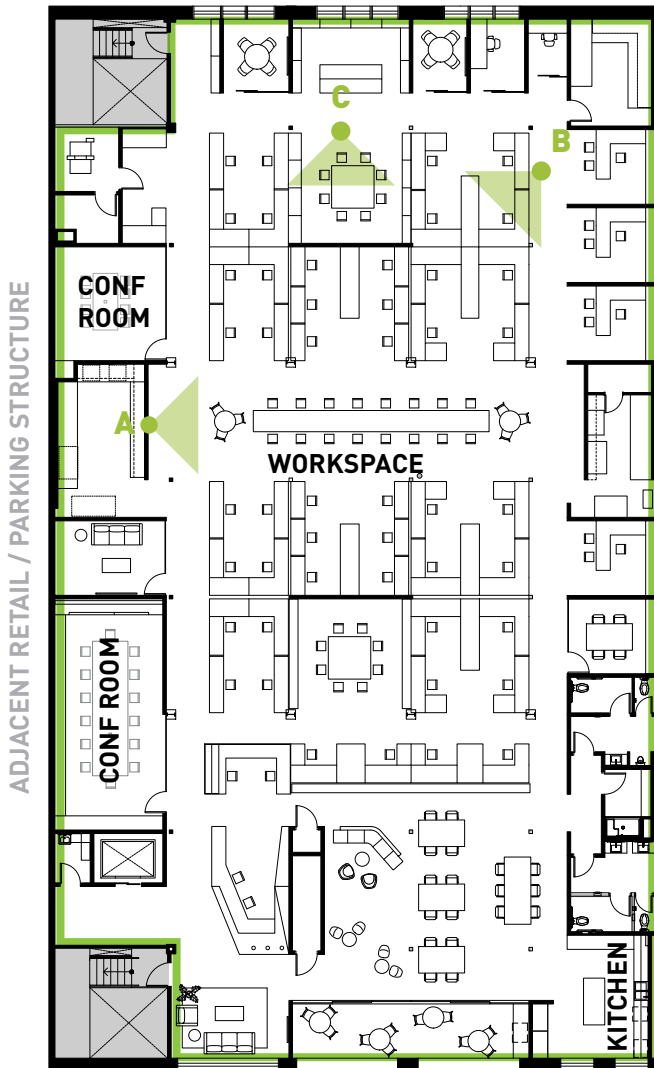 C
B
CONF
ROOM
A
WORKSPACE
ADJACENT RETAIL / PARKING STRUCTURE
CONF ROOM
KITCHEN